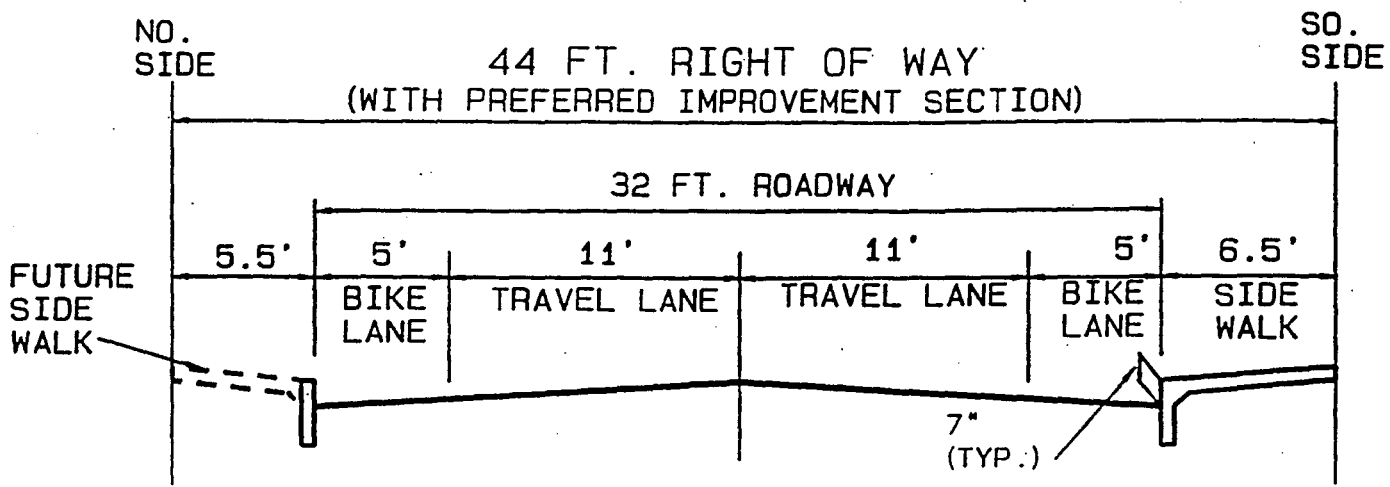 NO.
SIDE
SO.
SIDE
44 FT. RIGHT OF WAY
(WITH PREFERRED IMPROVEMENT SECTION)
32 FT. ROADWAY
5.5' 5' 11' 11' 5' 6.5'
FUTURE
SIDE
WALK
BIKE
LANE
TRAVEL LANE
TRAVEL LANE
BIKE
LANE
SIDE
WALK
7"
(TYP.)